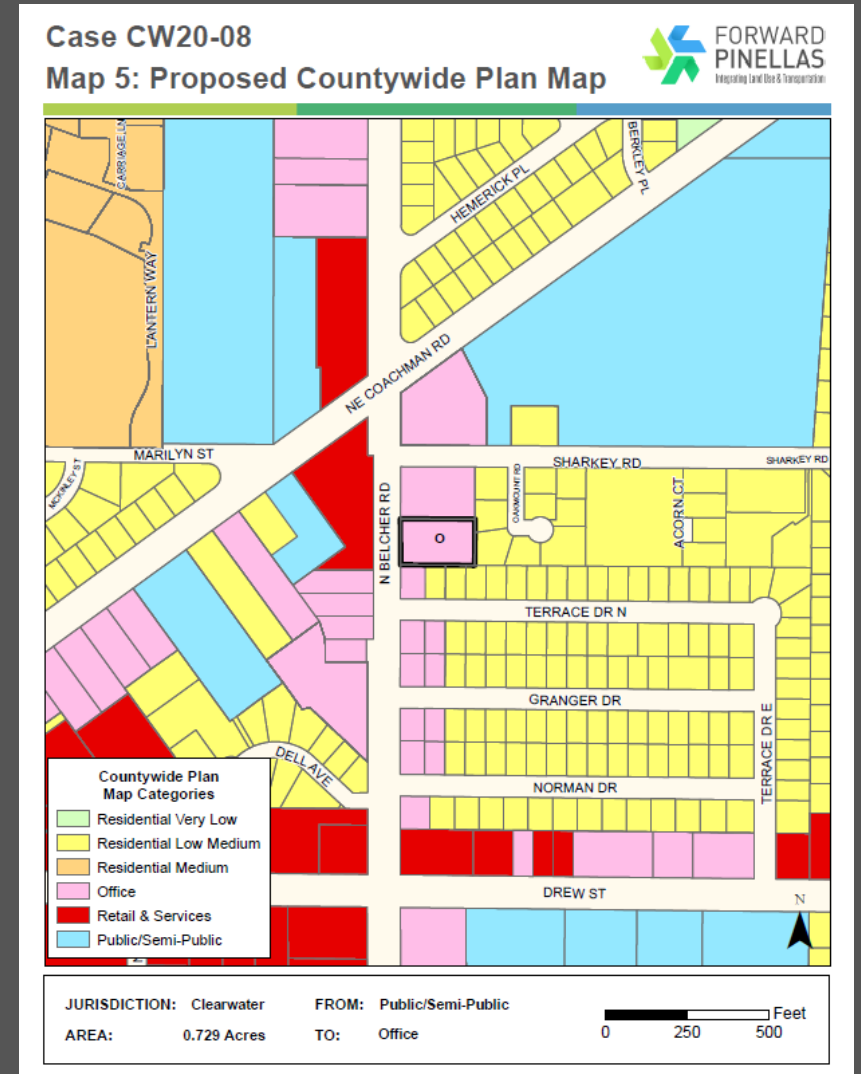 Case CW20-08
Map 5: Proposed Countywide Plan Map
FORWARD
PINELLAS
Integrating Land Use & Transportation
CARRIAGE LN
BERKLEY PL
HEMERICK PL
LANTERN WAY
NE COACHMAN RD
MARILYN ST
SHARKEY RD
SHARKEY RD
MCKINLEY ST
OAKMOUNT RD
ACORN CT
N BELCHER RD
O
TERRACE DR N
GRANGER DR
TERRACE DR E
DELL AVE
NORMAN DR
DREW ST
N
Countywide Plan
Map Categories
Residential Very Low
Residential Low Medium
Residential Medium
Office
Retail & Services
Public/Semi-Public
JURISDICTION: Clearwater FROM: Public/Semi-Public
AREA: 0.729 Acres TO: Office
Feet
0 250 500